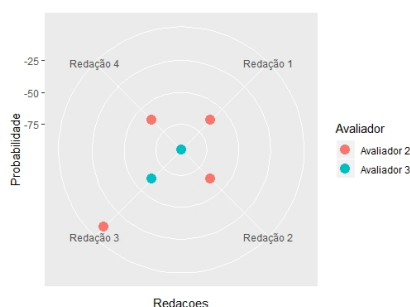 Redação 4
Redação 1
-25
-50
-75
Probabilidade
Redação 3
Redação 2
Redacoes
Avaliador
Avaliador 2
Avaliador 3